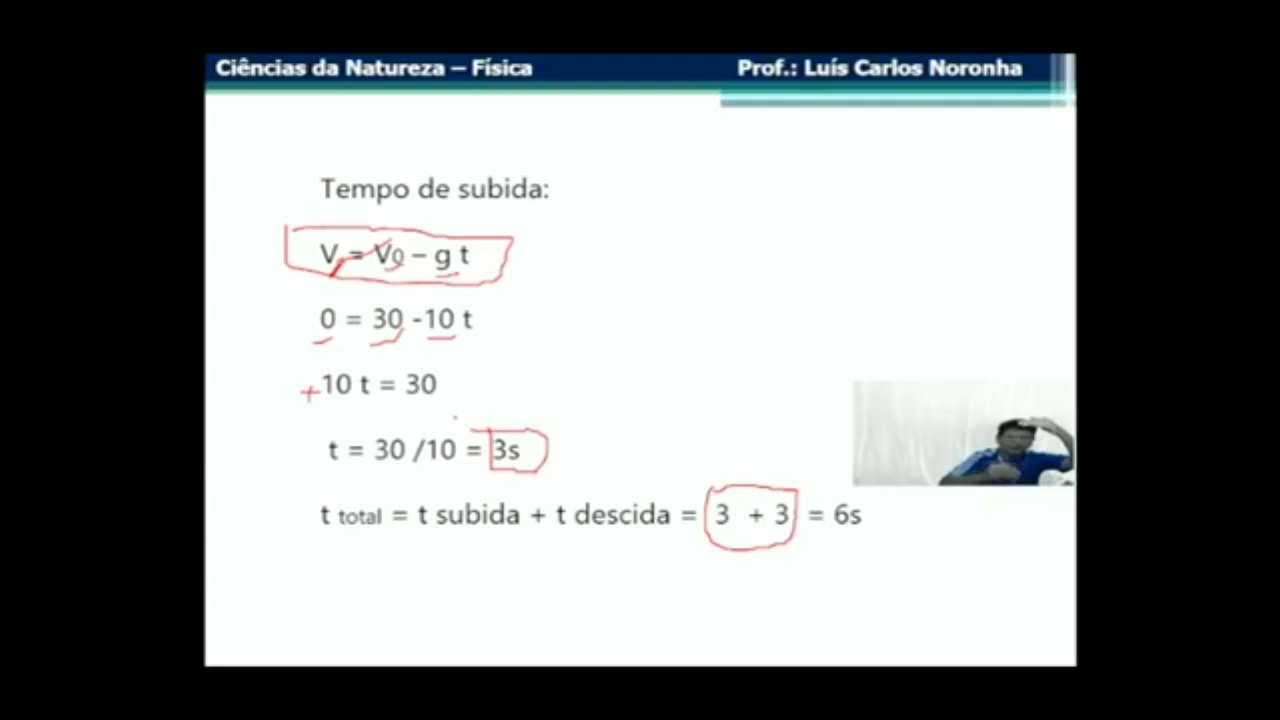 Ciências da Natureza – Física
Prof.: Luís Carlos Noronha
Tempo de subida:
V = V0 – g t
0 = 30 -10 t
+10 t = 30
t = 30 /10 = 3s
t total = t subida + t descida = 3 + 3 = 6s